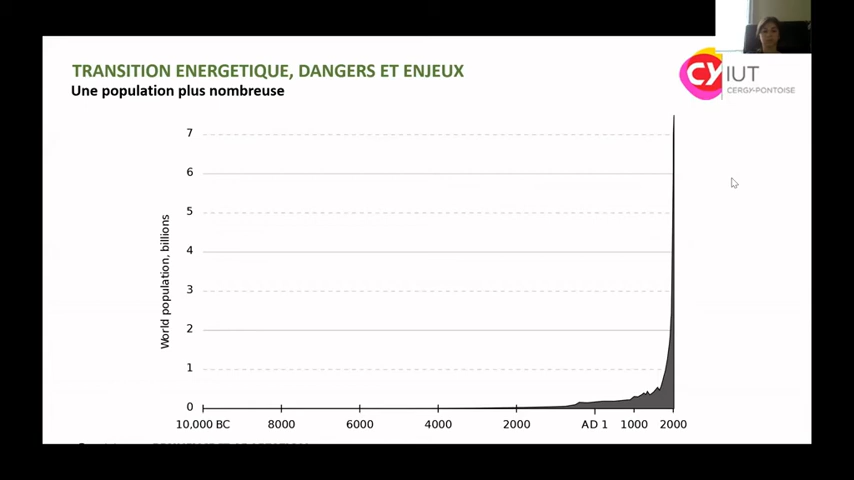 TRANSITION ENERGETIQUE, DANGERS ET ENJEUX
Une population plus nombreuse
CY IUT
CERGY-PONTOISE
World population, billions
7
6
5
4
3
2
1
0
10,000 BC 8000 6000 4000 2000 AD 1 1000 2000